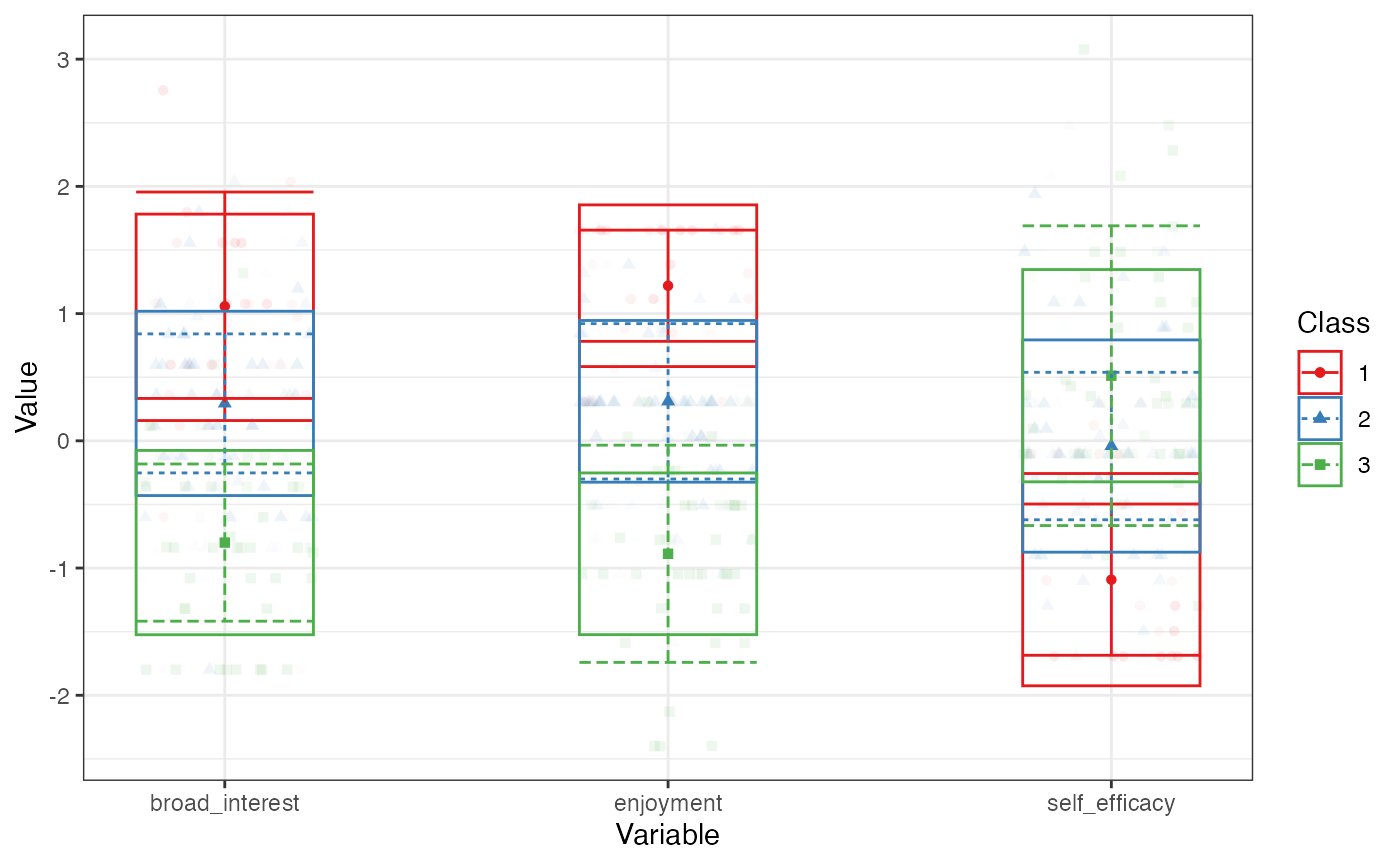 3
2
1
0
-1
-2
Value
broad_interest
enjoyment
self_efficacy
Variable
Class
1
2
3